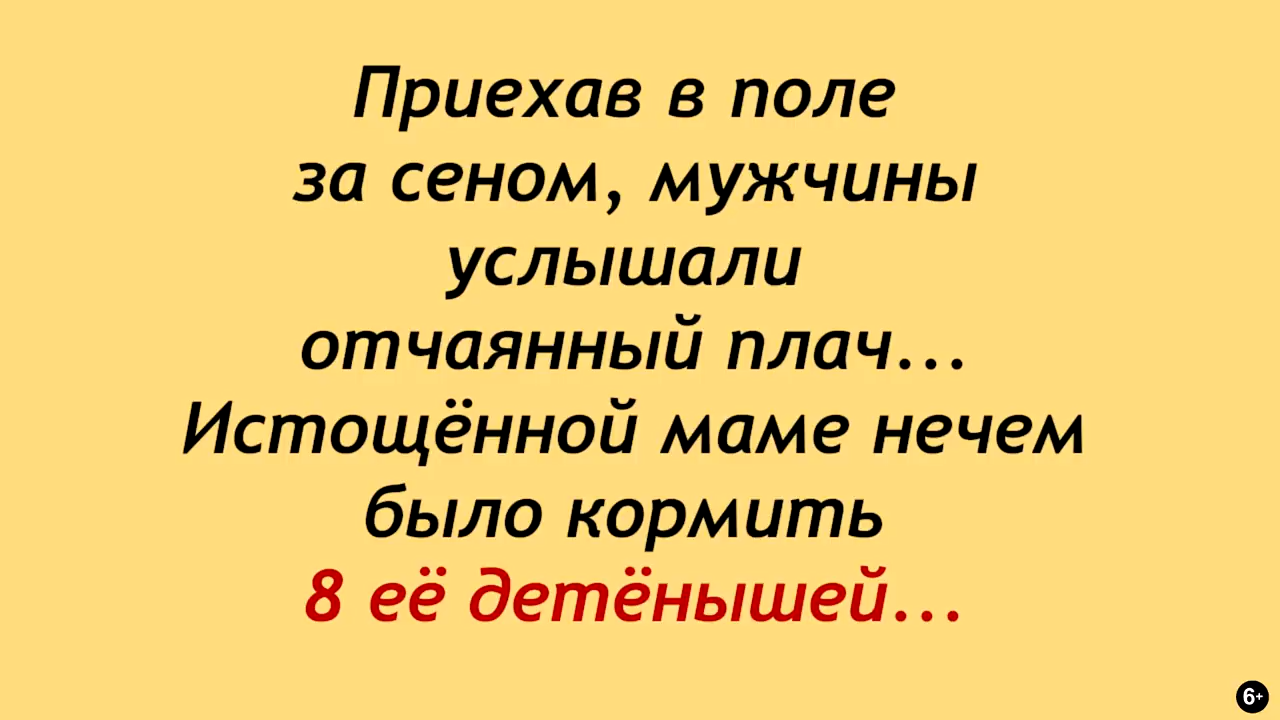 Приехав в поле
за сеном, мужчины
услышали
отчаянный плач...
Истощённой маме нечем
было кормить
8 её детёнышей...
6+